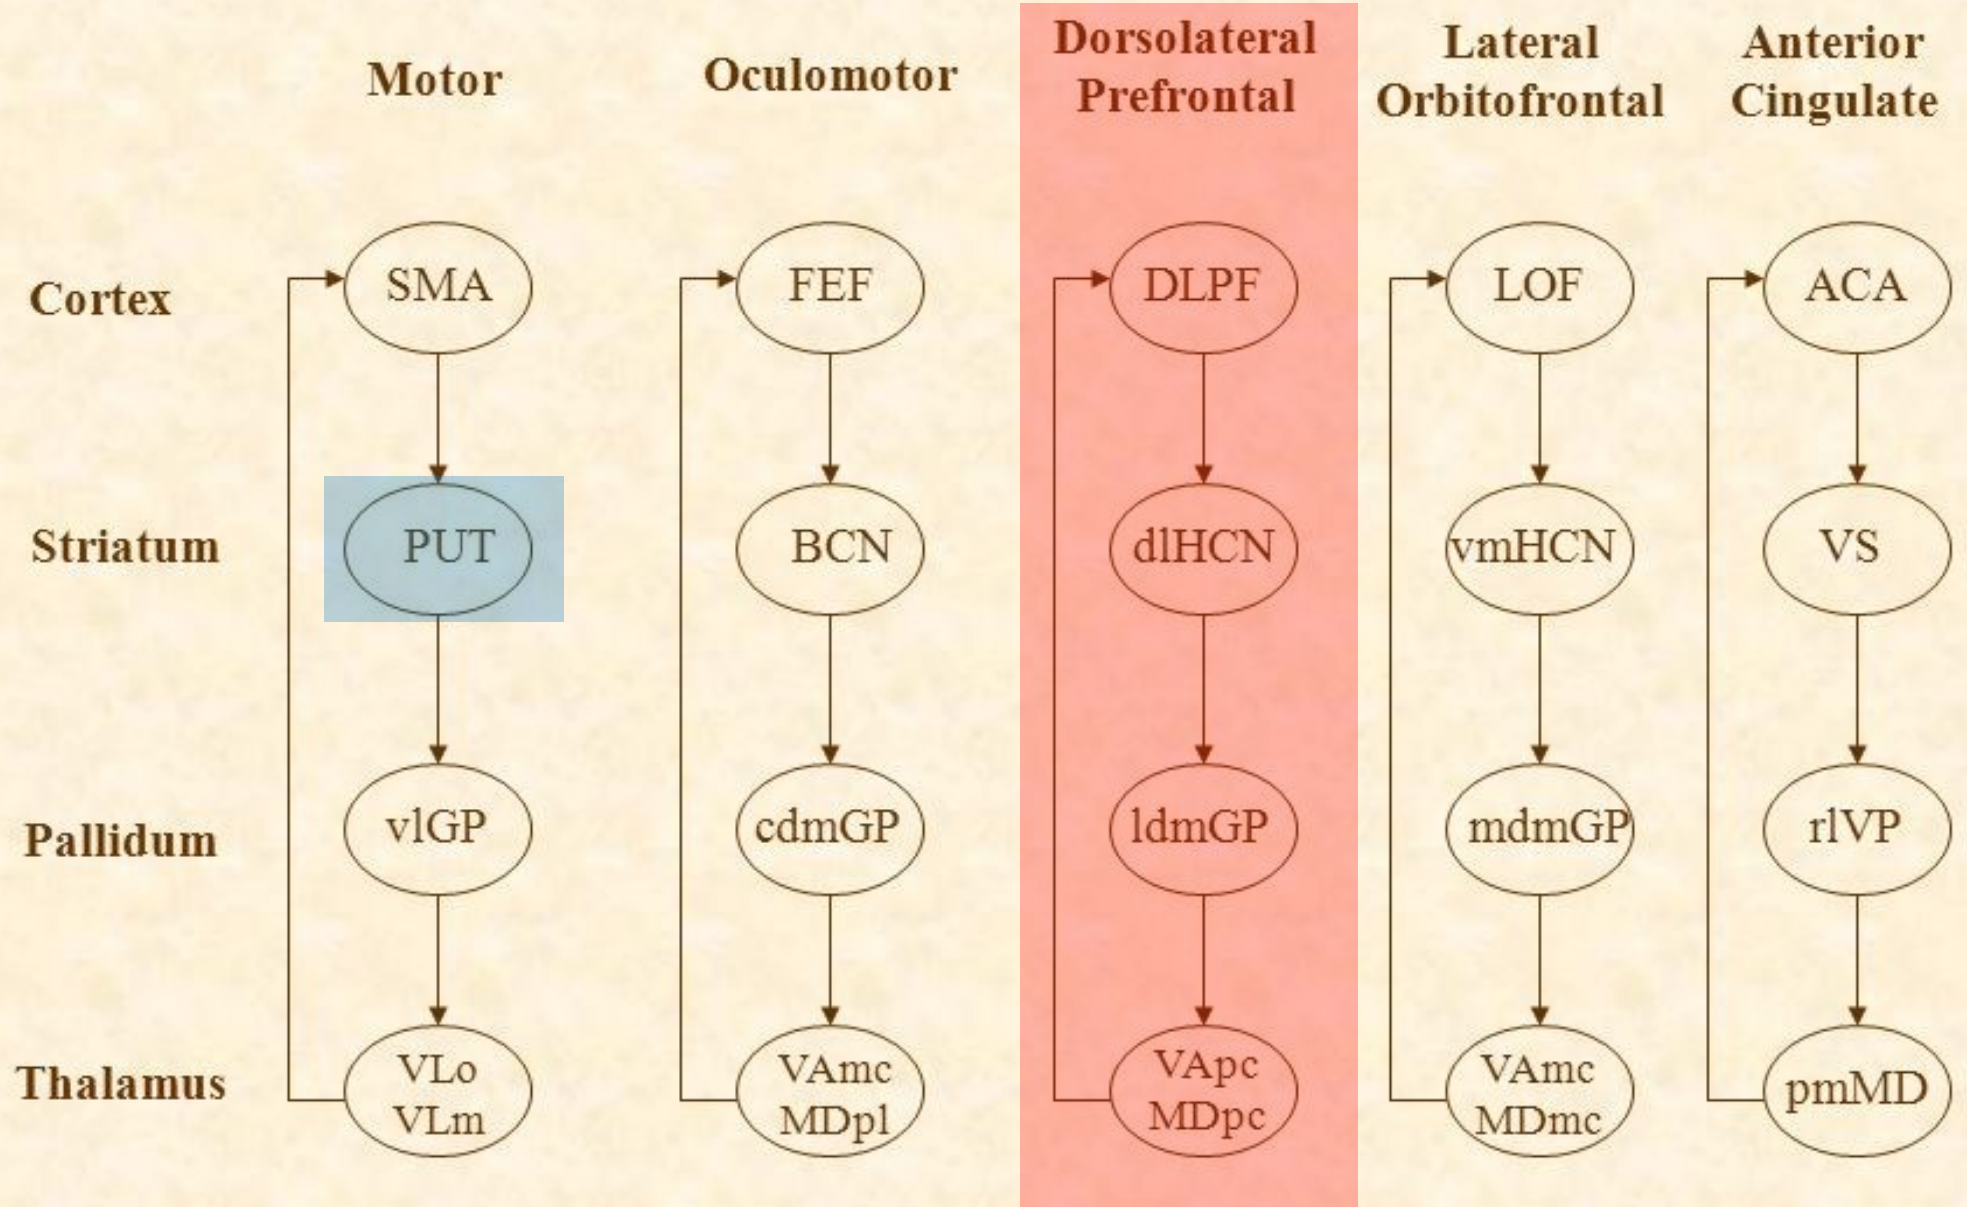 Motor
Oculomotor
Dorsolateral
Prefrontal
Lateral
Orbitofrontal
Anterior
Cingulate
Cortex
SMA
FEF
DLPF
LOF
ACA
Striatum
PUT
BCN
dlHCN
vmHCN
VS
Pallidum
vlGP
cdmGP
ldmGP
mdmGP
rlVP
Thalamus
VLo
VLm
VAmc
MDpl
VApc
MDpc
VAmc
MDmc
pmMD